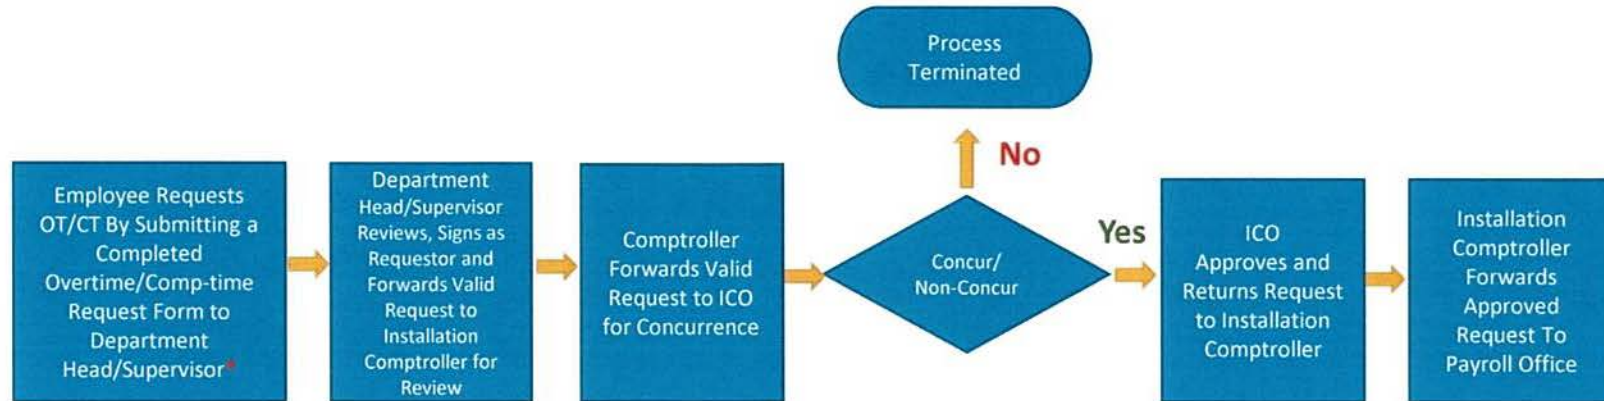 Process
Terminated
No
Employee Requests
OT/CT By Submitting a
Completed
Overtime/Comp-time
Request Form to
Department
Head/Supervisor*
Department
Head/Supervisor
Reviews, Signs as
Requestor and
Forwards Valid
Request to
Installation
Comptroller for
Review
Comptroller
Forwards Valid
Request to ICO
for Concurrence
Concur/
Non-Concur
Yes
ICO
Approves and
Returns Request
to Installation
Comptroller
Installation
Comptroller
Forwards
Approved
Request To
Payroll Office